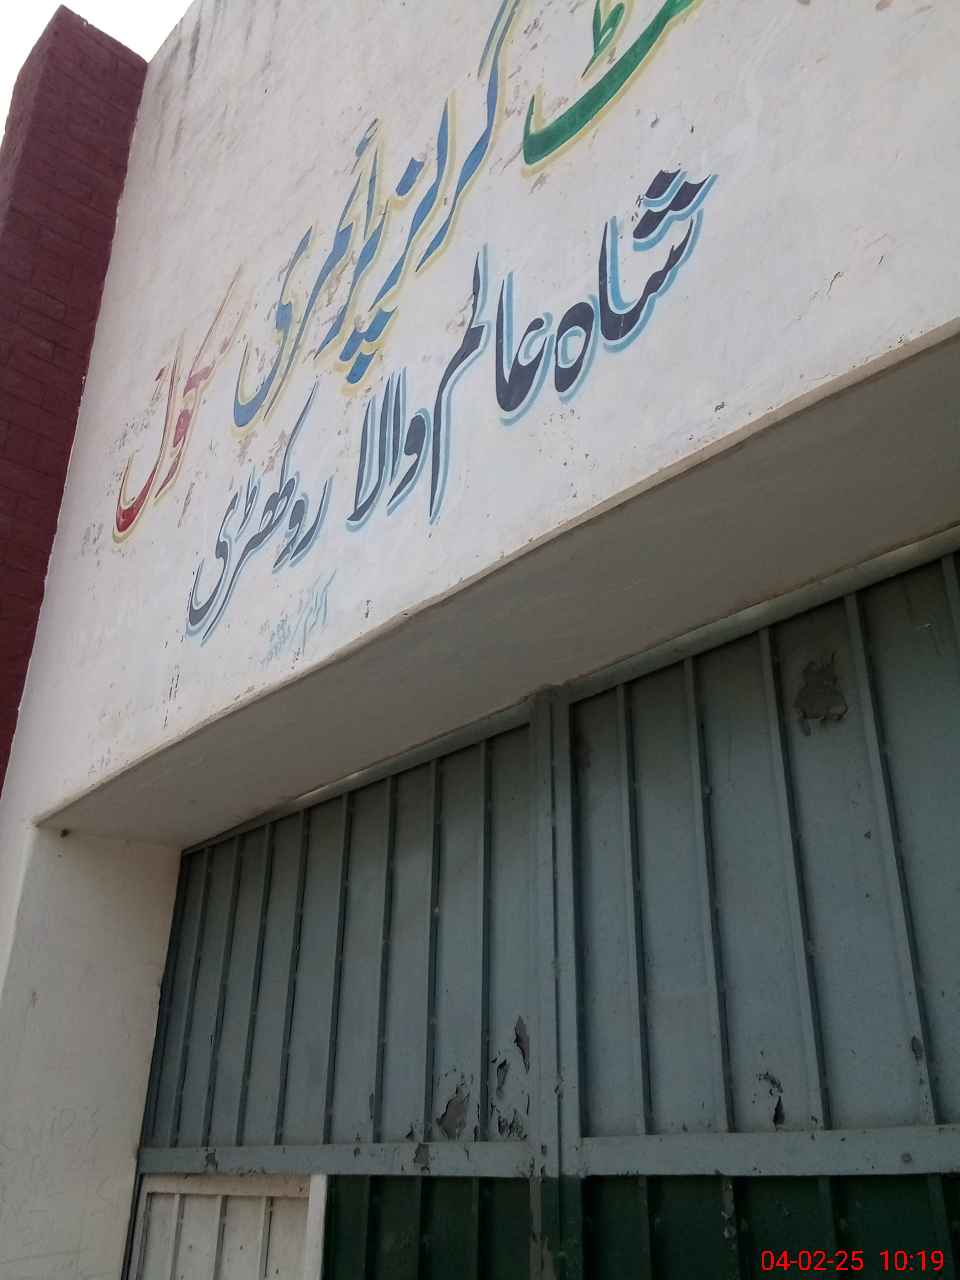 گرلز پرائمری سکول
شاہ عالم والا روکھڑی
04-02-25 10:19